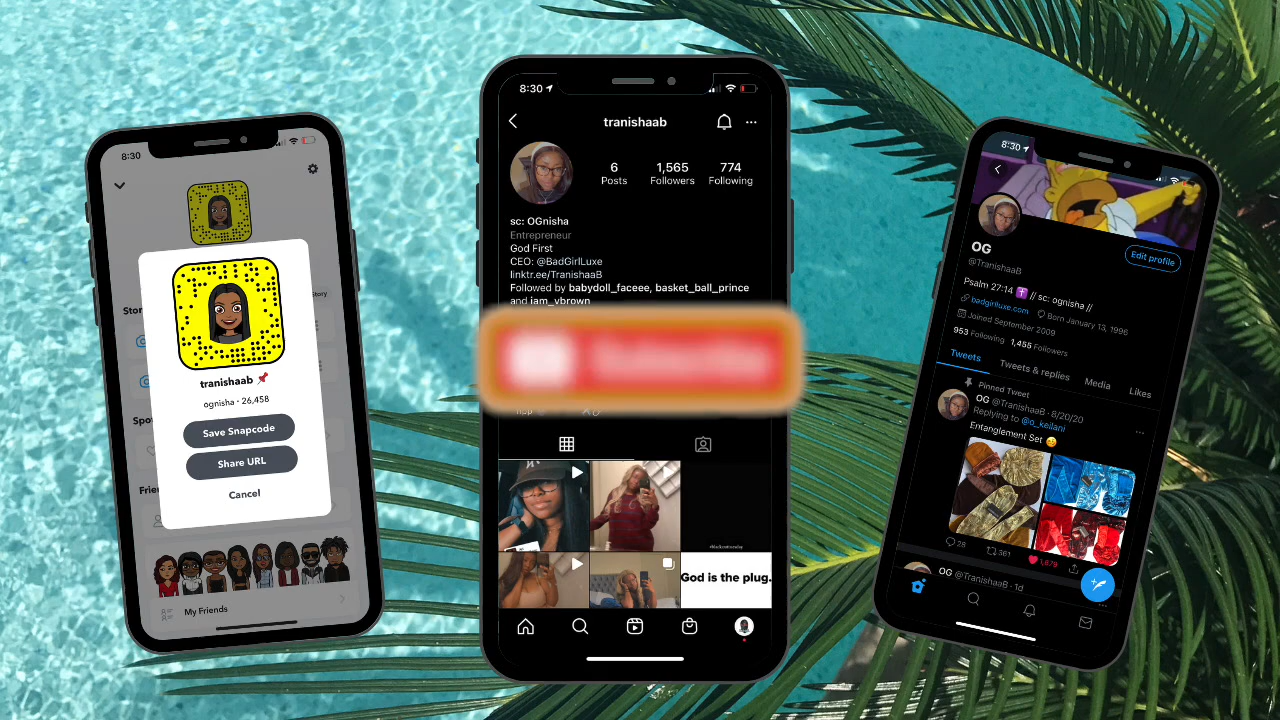 8:30
Stor
Story
tranishaab 📌
ognisha • 26,458
Save Snapcode
Share URL
Cancel
Spo
Frie
My Friends
8:30
tranishaab
6 1,565 774
Posts Followers Following
sc: OGnisha
Entrepreneur
God First
CEO: @BadGirlLuxe
linktr.ee/TranishaaB
Followed by babydoll_faceee, basket_ball_prince
and iam_vbrown
God is the plug.
8:30
OG
@TranishaaB
Edit profile
Psalm 27:14 ✝️ // sc: ognisha //
badgirlluxe.com Born January 13, 1996
Joined September 2009
953 Following 1,455 Followers
Tweets Tweets & replies Media Likes
Pinned Tweet
OG @TranishaaB · 8/20/20
Replying to @o_keilani
Entanglement Set 😊
28 361 1,679
OG @TranishaaB · 1d